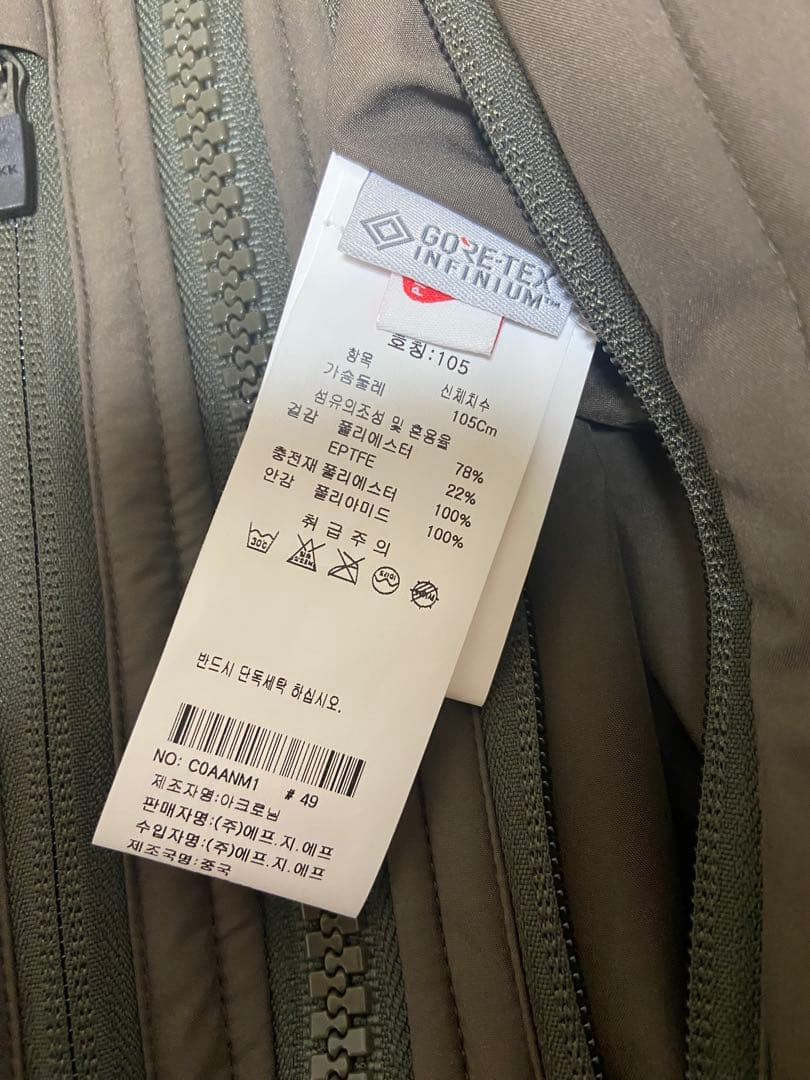 KK
GORE-TEX
INFINIUM™
P
호칭:105
항목 신체치수
가슴둘레 105Cm
섬유의조성 및 혼용율
겉감 폴리에스터 78%
EPTFE 22%
충전재 폴리에스터 100%
안감 폴리아미드 100%
취급주의
30℃
드라이
반드시 단독세탁 하십시오.
NO: C0AANM1 # 49
제조자명:아크로님
판매자명:(주)에프.지.에프
수입자명:(주)에프.지.에프
제조국명:중국